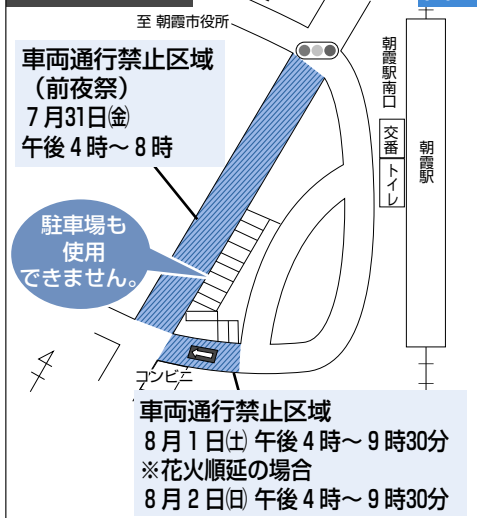 至 朝霞市役所
車両通行禁止区域
（前夜祭）
7月31日㈮
午後4時～8時
朝霞駅南口
交番
トイレ
朝霞駅
駐車場も
使用
できません。
コンビニ
車両通行禁止区域
8月1日㈯ 午後4時～9時30分
※花火順延の場合
8月2日㈰ 午後4時～9時30分